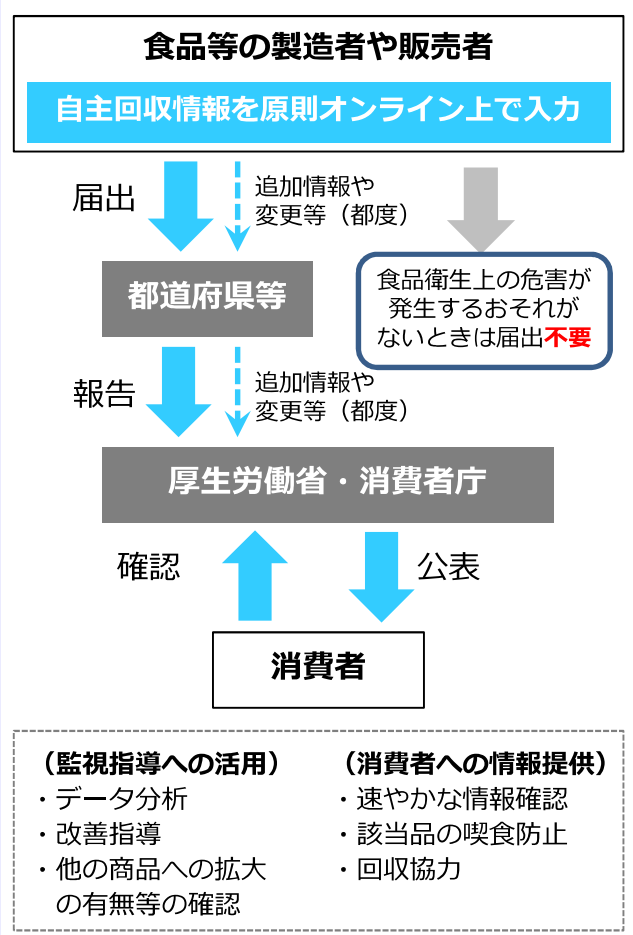 食品等の製造者や販売者
自主回収情報を原則オンライン上で入力
届出
追加情報や
変更等（都度）
都道府県等
食品衛生上の危害が
発生するおそれが
ないときは届出不要
報告
追加情報や
変更等（都度）
厚生労働省・消費者庁
確認
公表
消費者
（監視指導への活用）
・データ分析
・改善指導
・他の商品への拡大
の有無等の確認
（消費者への情報提供）
・速やかな情報確認
・該当品の喫食防止
・回収協力